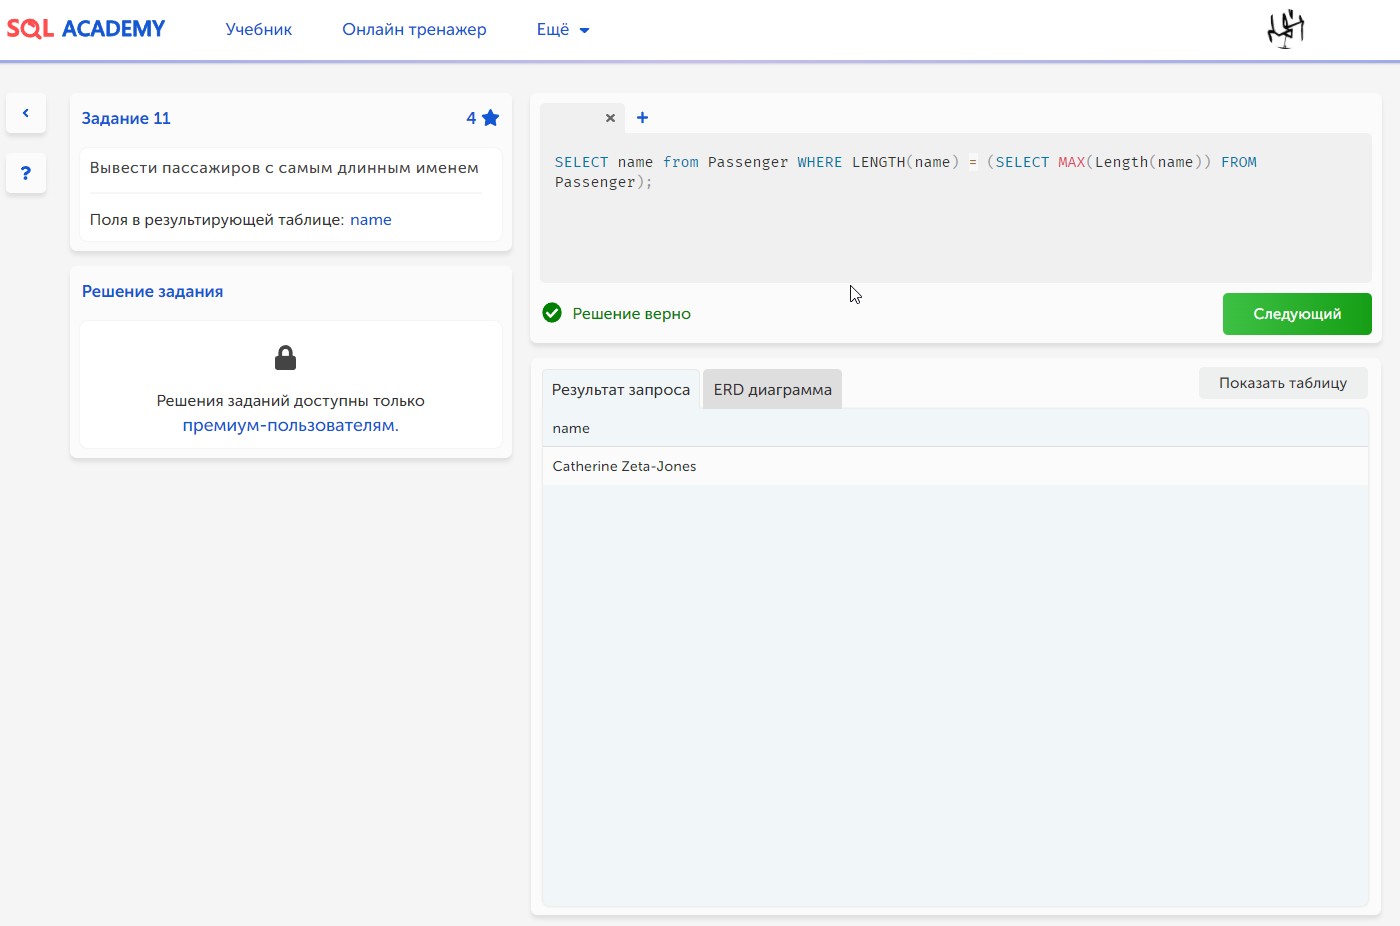 SQL ACADEMY
Учебник
Онлайн тренажер
Ещё
Задание 11
4
Вывести пассажиров с самым длинным именем
Поля в результирующей таблице: name
?
Решение задания
Решения заданий доступны только
премиум-пользователям.
SELECT name from Passenger WHERE LENGTH(name) = (SELECT MAX(Length(name)) FROM
Passenger);
Решение верно
Следующий
Результат запроса
ERD диаграмма
Показать таблицу
name
Catherine Zeta-Jones